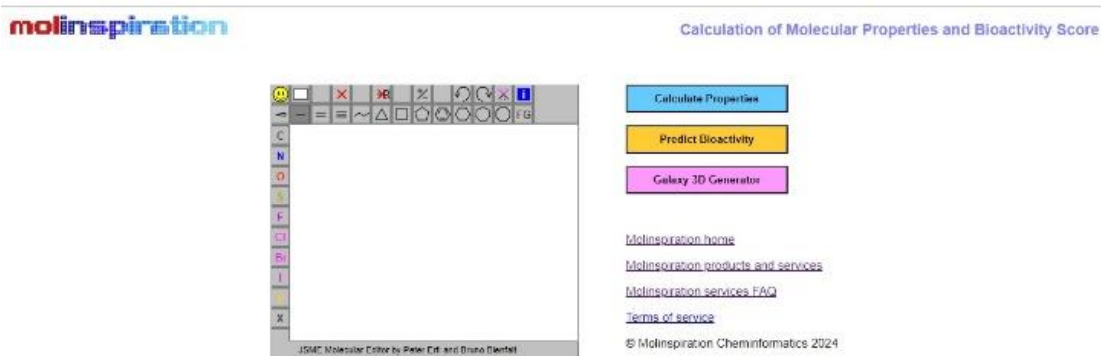 molinspiration
Calculation of Molecular Properties and Bioactivity Score
FG
C
N
O
S
F
Cl
Br
I
X
JSME Molecular Editor by Peter Ertl and Bruno Bienfait
Calculate Properties
Predict Bioactivity
Galaxy 3D Generator
Molinspiration home
Molinspiration products and services
Molinspiration services FAQ
Terms of service
© Molinspiration Cheminformatics 2024